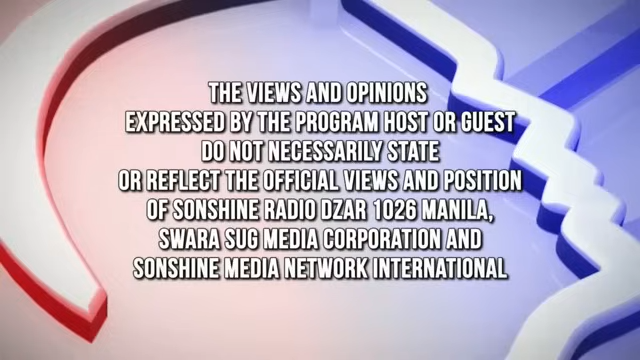 THE VIEWS AND OPINIONS
EXPRESSED BY THE PROGRAM HOST OR GUEST
DO NOT NECESSARILY STATE
OR REFLECT THE OFFICIAL VIEWS AND POSITION
OF SONSHINE RADIO DZAR 1026 MANILA,
SWARA SUG MEDIA CORPORATION AND
SONSHINE MEDIA NETWORK INTERNATIONAL